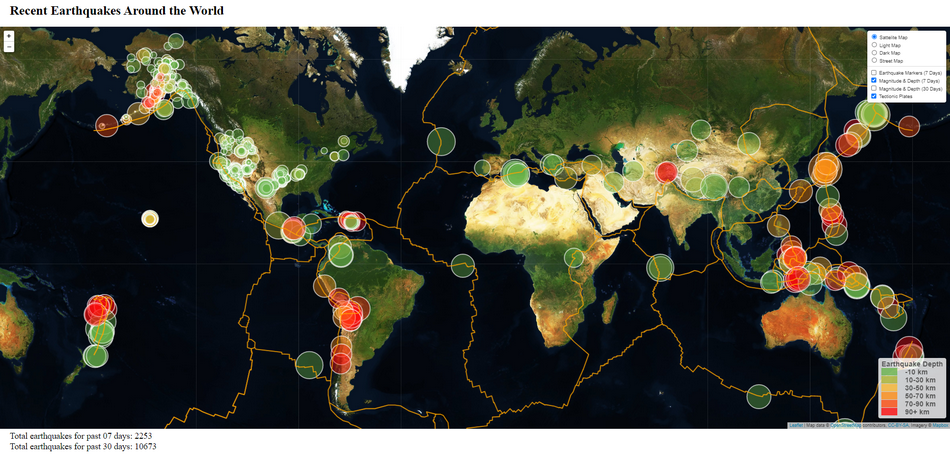 Recent Earthquakes Around the World
+
−
Satellite Map
Light Map
Dark Map
Street Map
Earthquake Markers (7 Days)
Magnitude & Depth (7 Days)
Magnitude & Depth (30 Days)
Tectonic Plates
Earthquake Depth
-10 km
10-30 km
30-50 km
50-70 km
70-90 km
90+ km
Leaflet | Map data © OpenStreetMap contributors, CC-BY-SA, Imagery © Mapbox
Total earthquakes for past 07 days: 2253
Total earthquakes for past 30 days: 10673